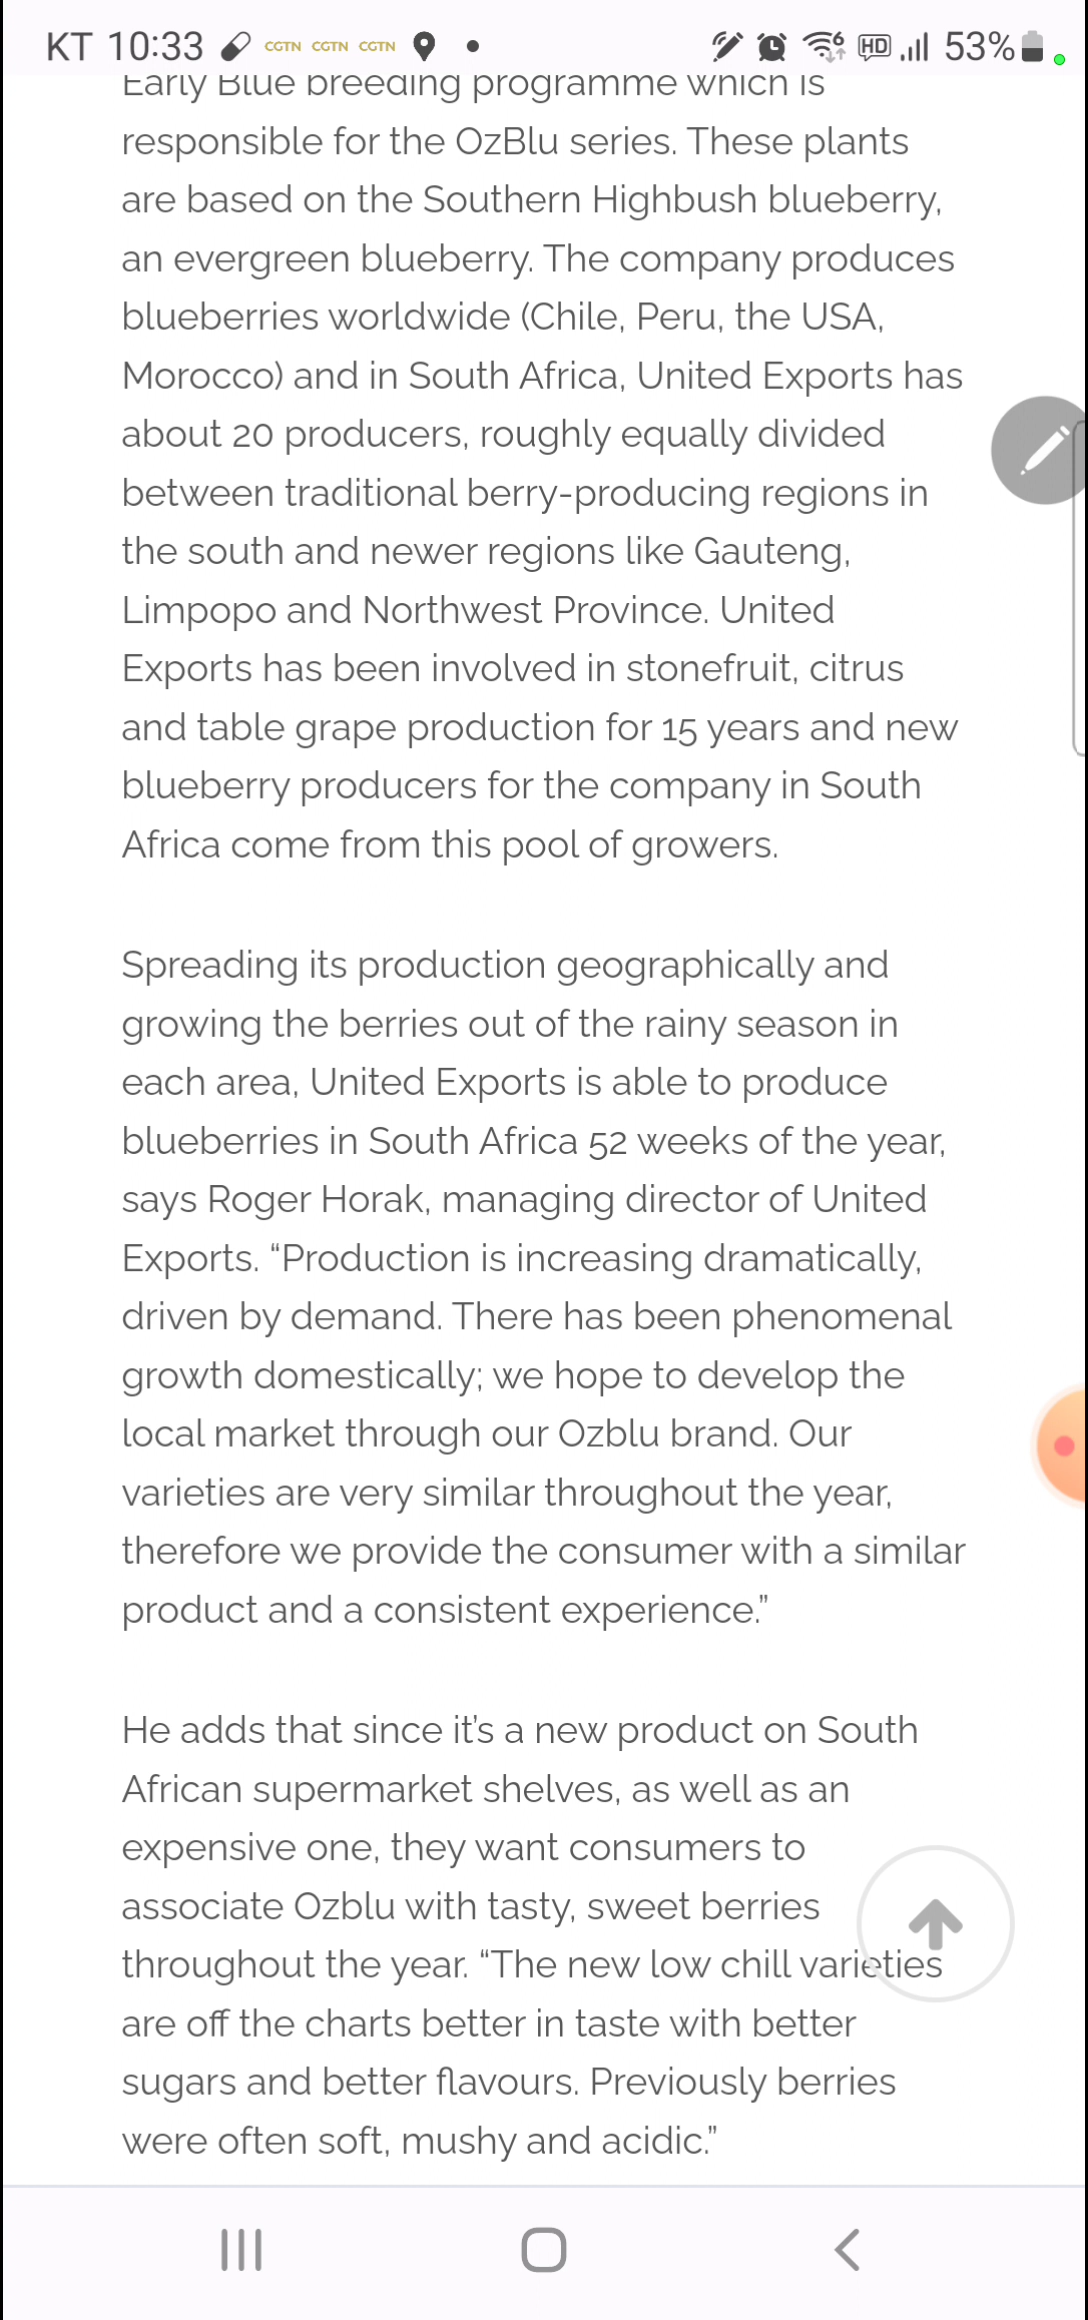 KT 10:33 CGTN CGTN CGTN 6 HD 53%
Early Blue breeding programme which is
responsible for the OzBlu series. These plants
are based on the Southern Highbush blueberry,
an evergreen blueberry. The company produces
blueberries worldwide (Chile, Peru, the USA,
Morocco) and in South Africa, United Exports has
about 20 producers, roughly equally divided
between traditional berry-producing regions in
the south and newer regions like Gauteng,
Limpopo and Northwest Province. United
Exports has been involved in stonefruit, citrus
and table grape production for 15 years and new
blueberry producers for the company in South
Africa come from this pool of growers.
Spreading its production geographically and
growing the berries out of the rainy season in
each area, United Exports is able to produce
blueberries in South Africa 52 weeks of the year,
says Roger Horak, managing director of United
Exports. “Production is increasing dramatically,
driven by demand. There has been phenomenal
growth domestically; we hope to develop the
local market through our Ozblu brand. Our
varieties are very similar throughout the year,
therefore we provide the consumer with a similar
product and a consistent experience.”
He adds that since it’s a new product on South
African supermarket shelves, as well as an
expensive one, they want consumers to
associate Ozblu with tasty, sweet berries
throughout the year. “The new low chill varieties
are off the charts better in taste with better
sugars and better flavours. Previously berries
were often soft, mushy and acidic.”